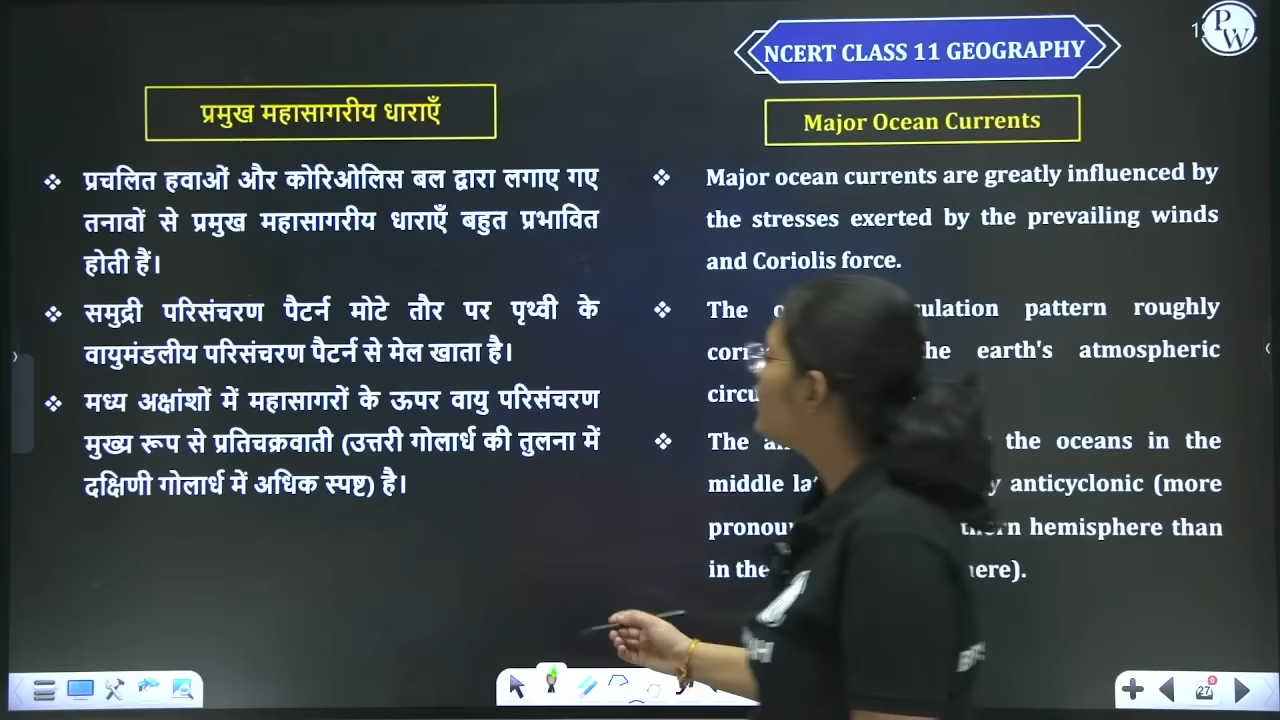 NCERT CLASS 11 GEOGRAPHY
PW
प्रमुख महासागरीय धाराएँ
❖ प्रचलित हवाओं और कोरिओलिस बल द्वारा लगाए गए
तनावों से प्रमुख महासागरीय धाराएँ बहुत प्रभावित
होती हैं।
❖ समुद्री परिसंचरण पैटर्न मोटे तौर पर पृथ्वी के
वायुमंडलीय परिसंचरण पैटर्न से मेल खाता है।
❖ मध्य अक्षांशों में महासागरों के ऊपर वायु परिसंचरण
मुख्य रूप से प्रतिचक्रवाती (उत्तरी गोलार्ध की तुलना में
दक्षिणी गोलार्ध में अधिक स्पष्ट) है।
Major Ocean Currents
❖ Major ocean currents are greatly influenced by
the stresses exerted by the prevailing winds
and Coriolis force.
❖ The pattern roughly
earth's atmospheric
❖ The the oceans in the
middle anticyclonic (more
hemisphere than
in the
27